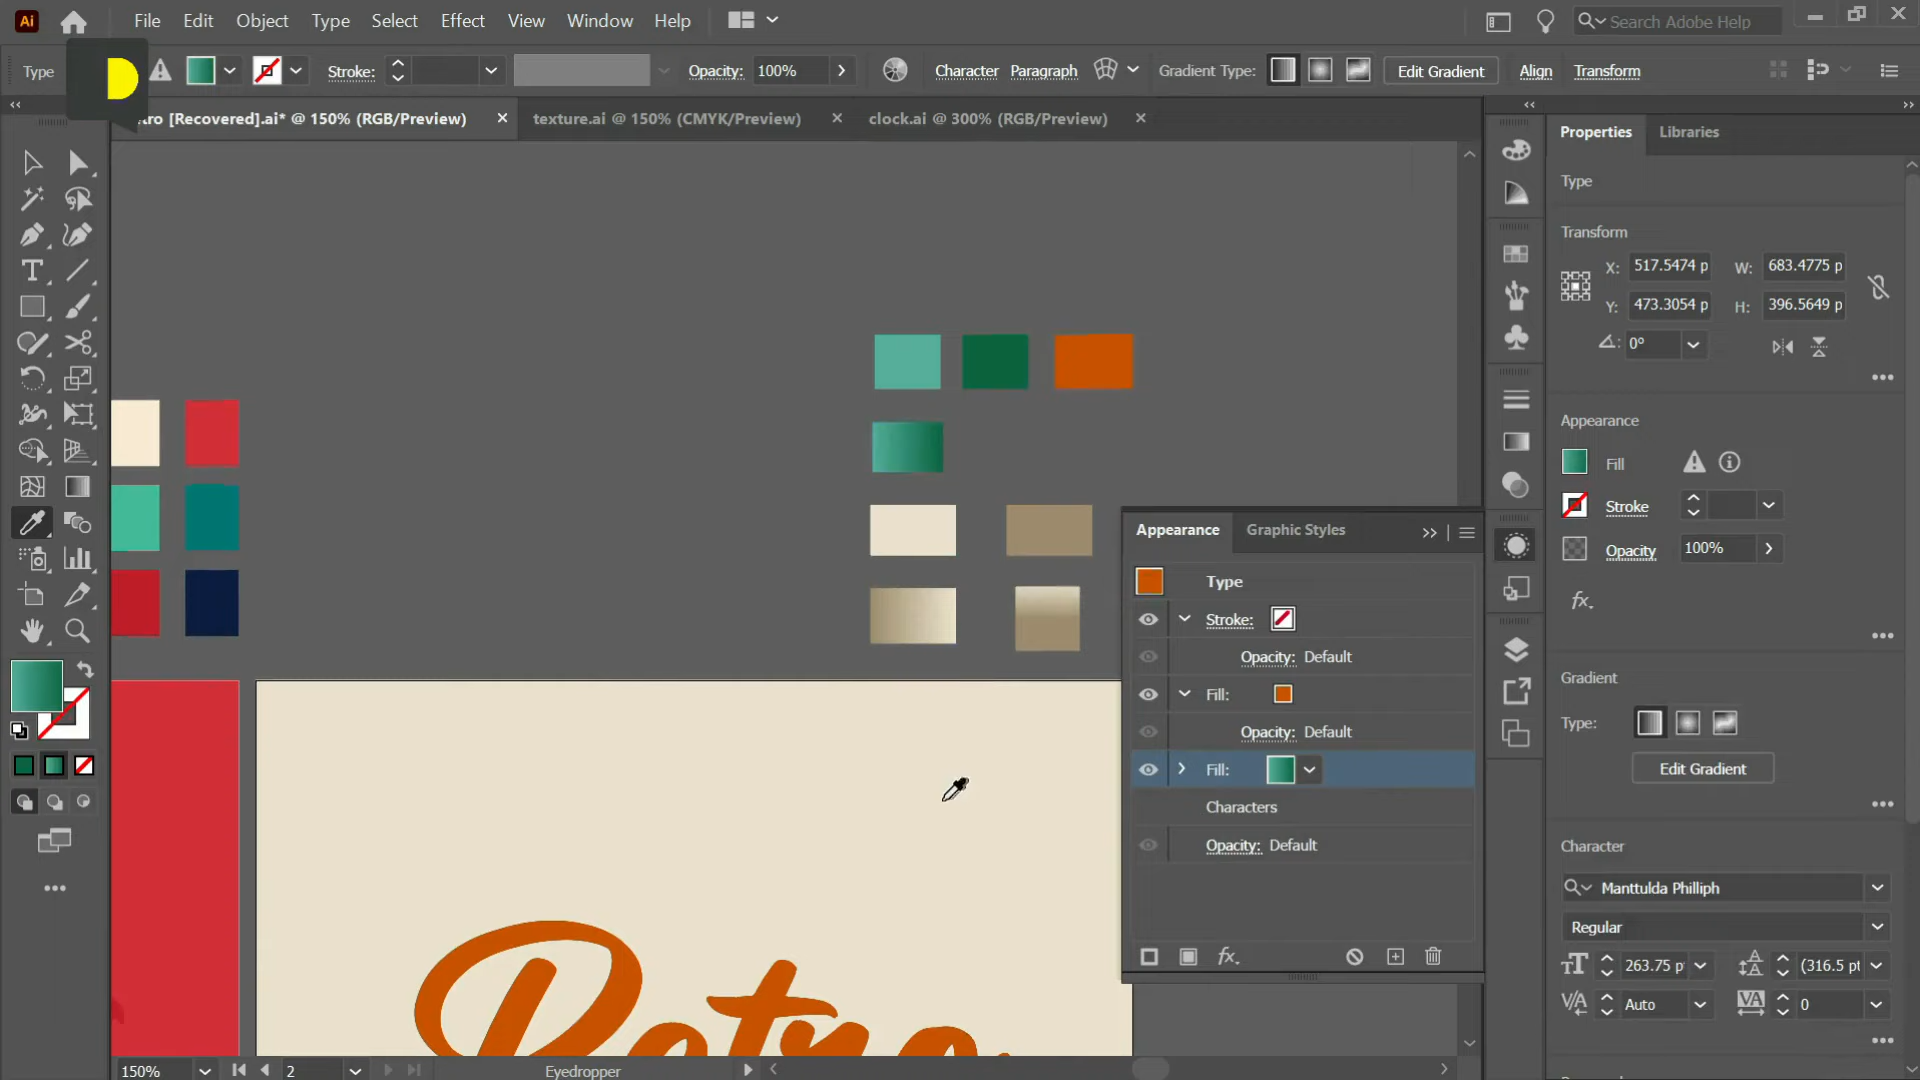 Ai File Edit Object Type Select Effect View Window Help Search Adobe Help
Type Stroke: Opacity: 100% Character Paragraph Gradient Type: Edit Gradient Align Transform
tro [Recovered].ai* @ 150% (RGB/Preview) texture.ai @ 150% (CMYK/Preview) clock.ai @ 300% (RGB/Preview)
Properties Libraries
Type
Transform
X: 517.5474 p W: 683.4775 p
Y: 473.3054 p H: 396.5649 p
0°
Appearance
Fill
Stroke
Opacity 100%
fx.
Gradient
Type:
Edit Gradient
Character
Manttulda Philliph
Regular
263.75 p (316.5 pt
Auto 0
Appearance Graphic Styles
Type
Stroke:
Opacity: Default
Fill:
Opacity: Default
Fill:
Characters
Opacity: Default
fx.
Retro
150% 2 Eyedropper